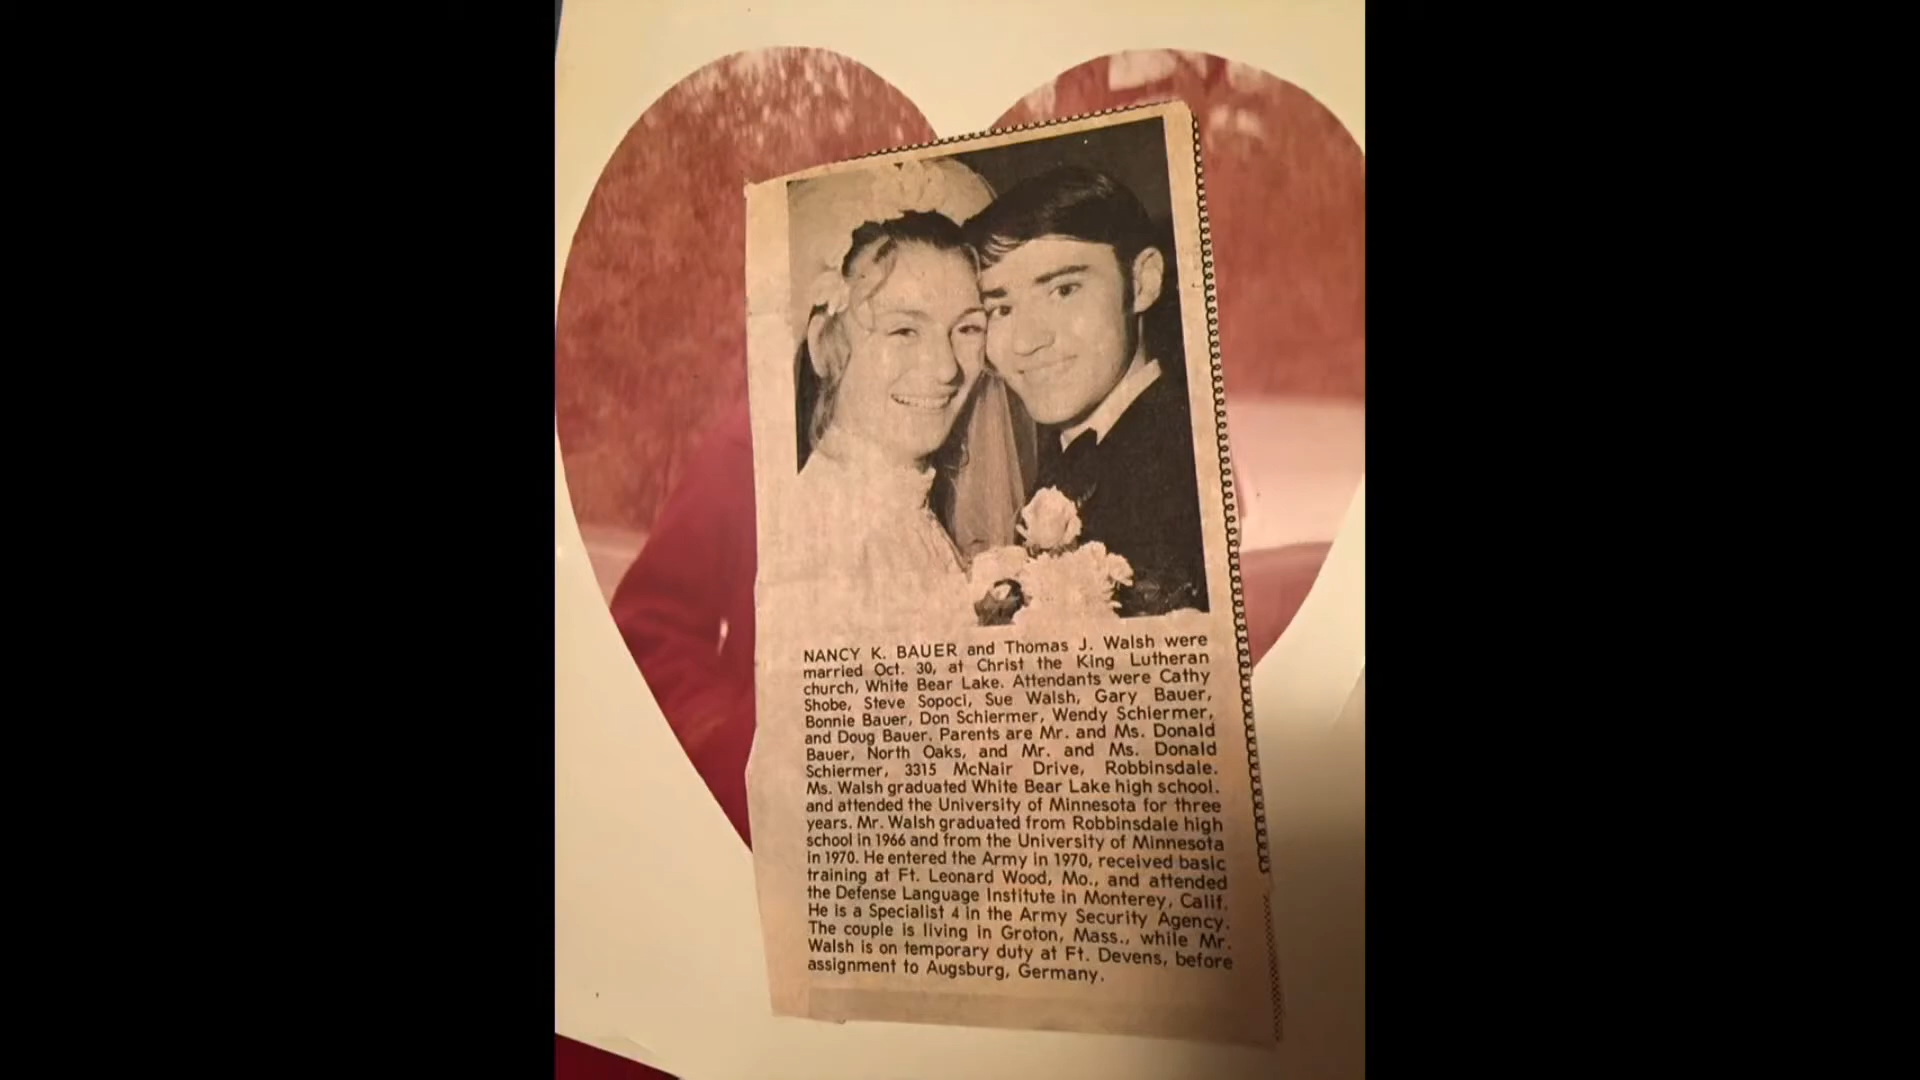 NANCY K. BAUER and Thomas J. Walsh were
married Oct. 30, at Christ the King Lutheran
church, White Bear Lake. Attendants were Cathy
Shobe, Steve Sopoci, Sue Walsh, Gary Bauer,
Bonnie Bauer, Don Schiermer, Wendy Schiermer,
and Doug Bauer. Parents are Mr. and Ms. Donald
Bauer, North Oaks, and Mr. and Ms. Donald
Schiermer, 3315 McNair Drive, Robbinsdale.
Ms. Walsh graduated White Bear Lake high school.
and attended the University of Minnesota for three
years. Mr. Walsh graduated from Robbinsdale high
school in 1966 and from the University of Minnesota
in 1970. He entered the Army in 1970, received basic
training at Ft. Leonard Wood, Mo., and attended
the Defense Language Institute in Monterey, Calif.
He is a Specialist 4 in the Army Security Agency.
The couple is living in Groton, Mass., while Mr.
Walsh is on temporary duty at Ft. Devens, before
assignment to Augsburg, Germany.